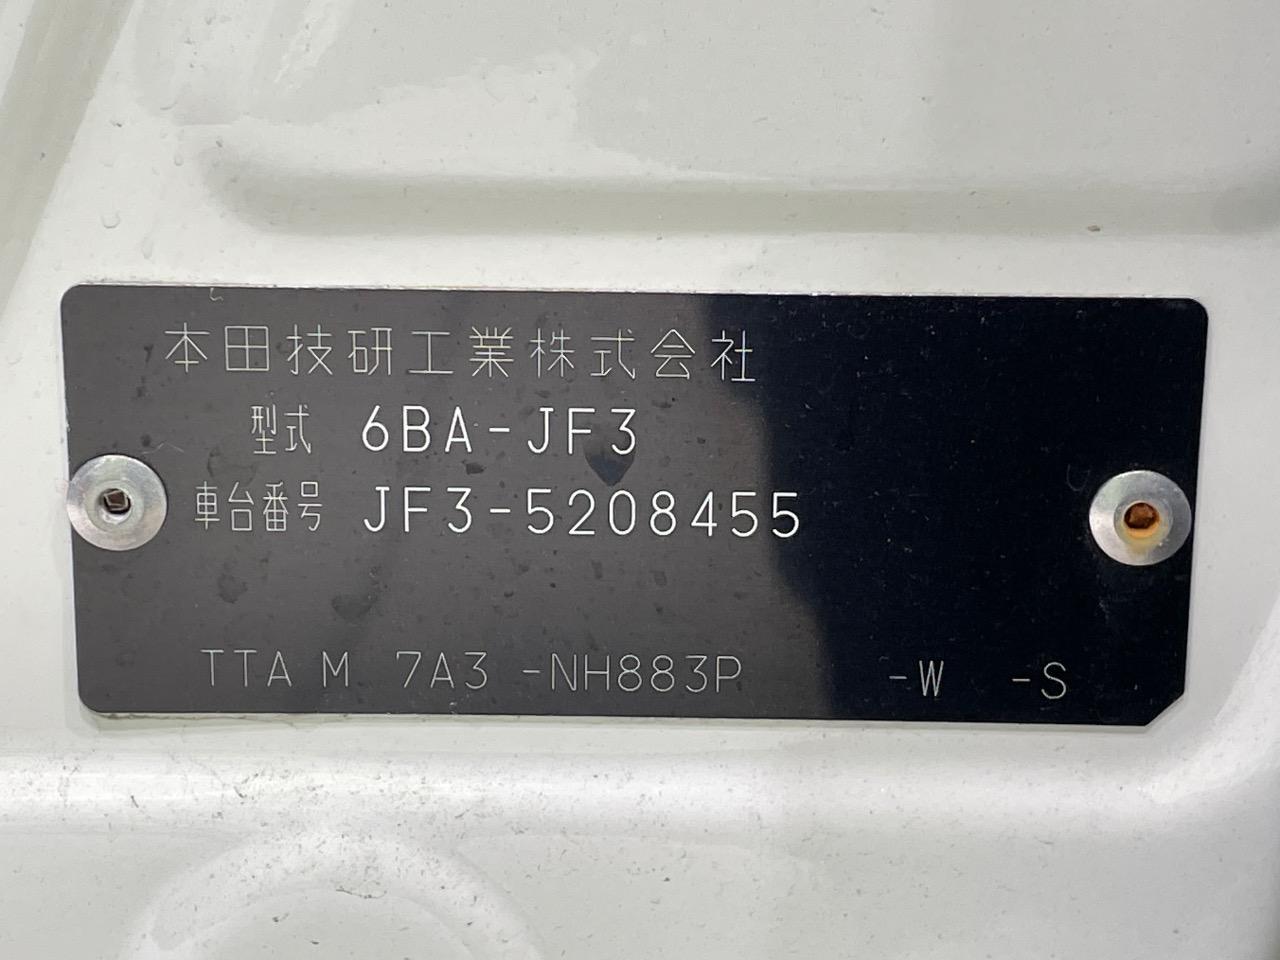 本田技研工業株式会社
型式 6BA-JF3
車台番号 JF3-5208455
TTA M 7A3 -NH883P -W -S